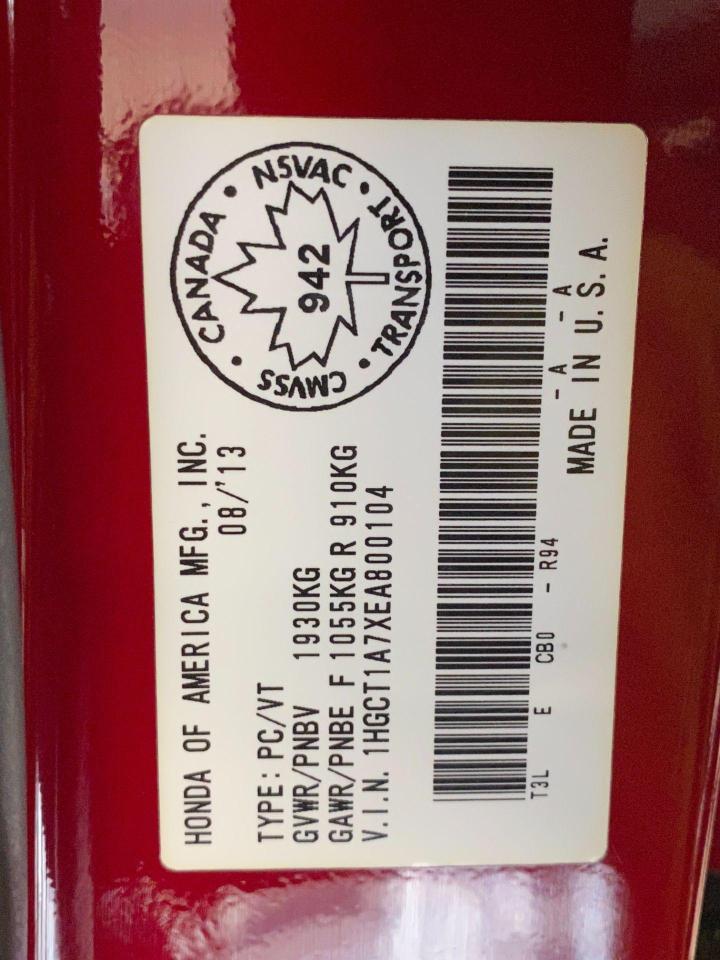 HONDA OF AMERICA MFG., INC.
08/'13
TYPE: PC/VT
GVWR/PNBV 1930KG
GAWR/PNBE F 1055KG R 910KG
V.I.N. 1HGCT1A7XEA800104
CANADA • NSVAC • TRANSPORT • CMVSS •
942
T3L E CB0 - R94 - A - A
MADE IN U.S.A.